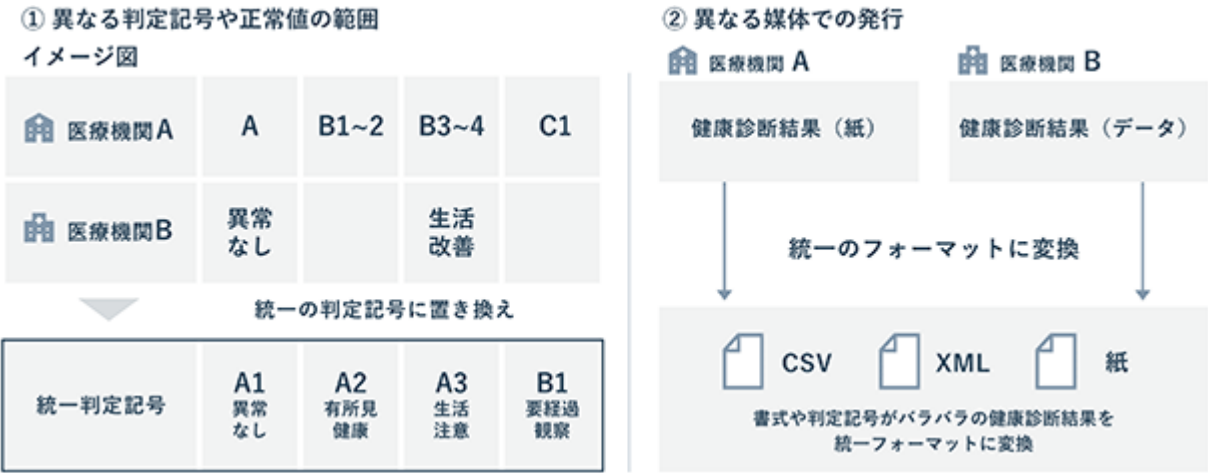 ① 異なる判定記号や正常値の範囲
イメージ図
医療機関A
A
B1~2
B3~4
C1
医療機関B
異常
なし
生活
改善
統一の判定記号に置き換え
統一判定記号
A1
異常
なし
A2
有所見
健康
A3
生活
注意
B1
要経過
観察
② 異なる媒体での発行
医療機関 A
医療機関 B
健康診断結果（紙）
健康診断結果（データ）
統一のフォーマットに変換
CSV
XML
紙
書式や判定記号がバラバラの健康診断結果を
統一フォーマットに変換